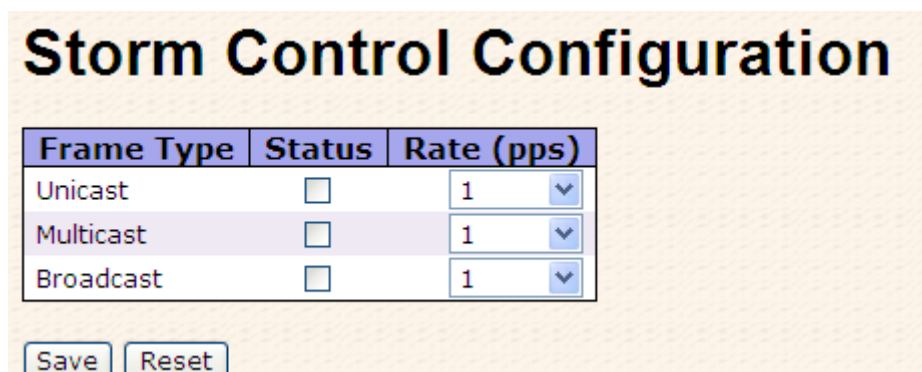 Storm Control Configuration
Frame Type Status Rate (pps)
Unicast 1
Multicast 1
Broadcast 1
Save Reset